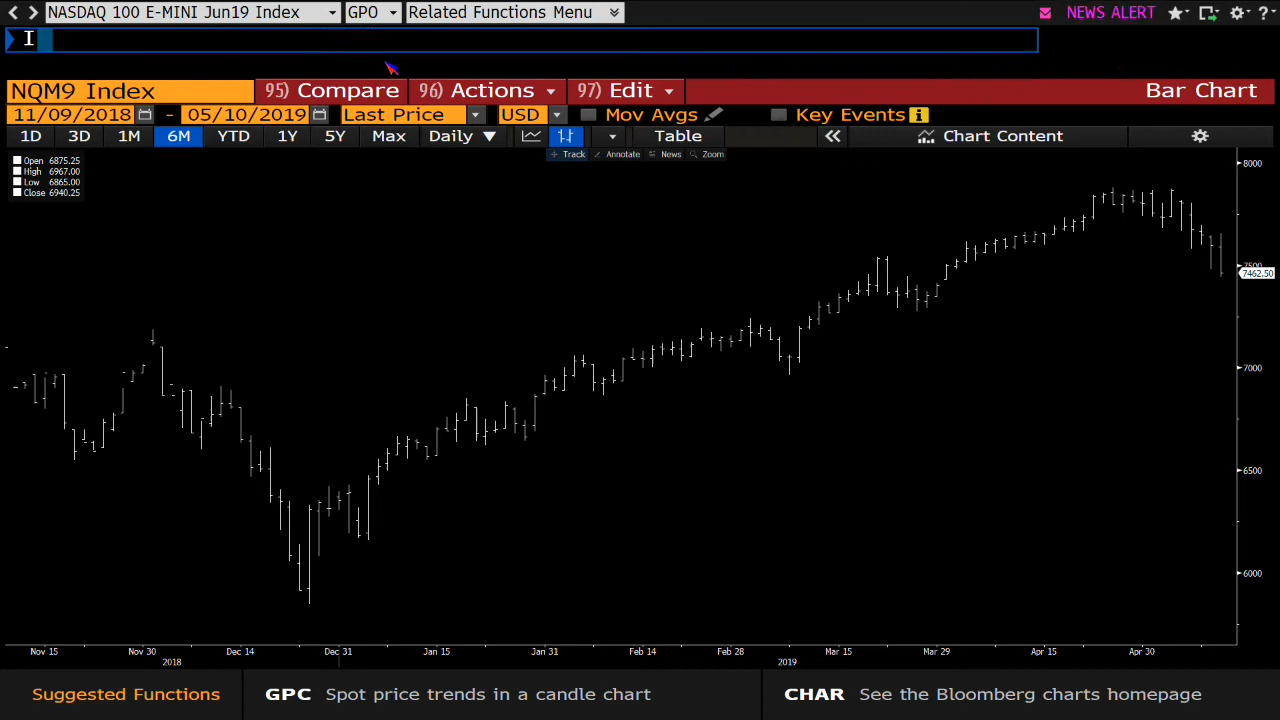 NASDAQ 100 E-MINI Jun19 Index GPO Related Functions Menu NEWS ALERT ?
NQM9 Index 95) Compare 96) Actions 97) Edit Bar Chart
11/09/2018 - 05/10/2019 Last Price USD Mov Avgs Key Events i
1D 3D 1M 6M YTD 1Y 5Y Max Daily Table Chart Content
Track Annotate News Zoom
Open 6875.25
High 6967.00
Low 6865.00
Close 6940.25
8000
7500
7462.50
7000
6500
6000
Nov 15 Nov 30 Dec 14 Dec 31 Jan 15 Jan 31 Feb 14 Feb 28 Mar 15 Mar 29 Apr 15 Apr 30
2018 2019
Suggested Functions GPC Spot price trends in a candle chart CHAR See the Bloomberg charts homepage